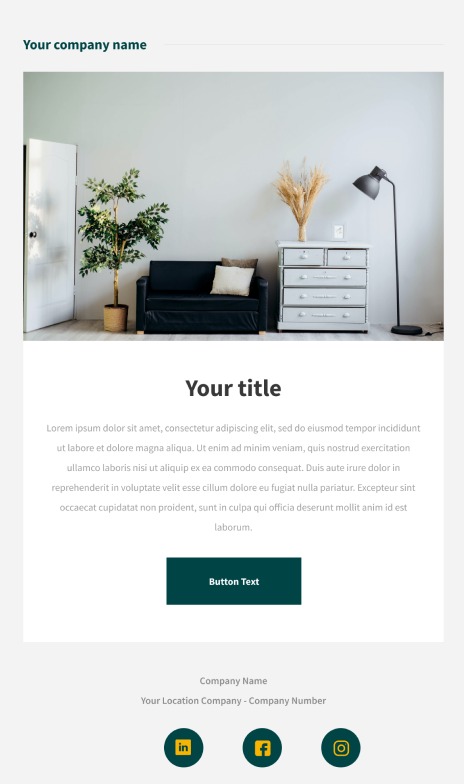 Your company name
Your title
Lorem ipsum dolor sit amet, consectetur adipiscing elit, sed do eiusmod tempor incididunt
ut labore et dolore magna aliqua. Ut enim ad minim veniam, quis nostrud exercitation
ullamco laboris nisi ut aliquip ex ea commodo consequat. Duis aute irure dolor in
reprehenderit in voluptate velit esse cillum dolore eu fugiat nulla pariatur. Excepteur sint
occaecat cupidatat non proident, sunt in culpa qui officia deserunt mollit anim id est
laborum.
Button Text
Company Name
Your Location Company - Company Number
in